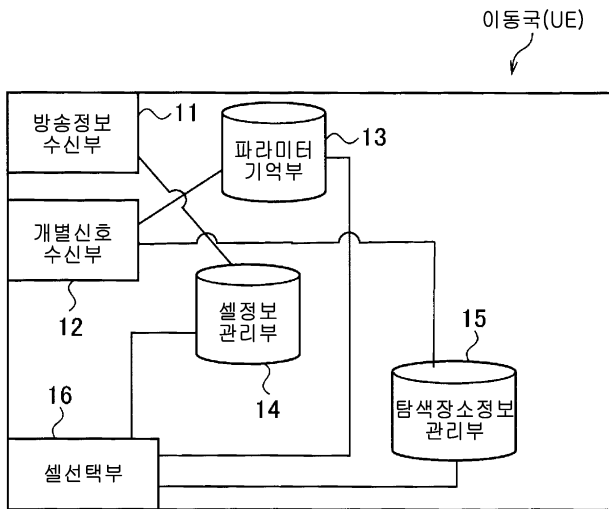 이동국(UE)
방송정보
수신부
11
파라미터
기억부
13
개별신호
수신부
12
셀정보
관리부
14
15
탐색장소정보
관리부
16
셀선택부